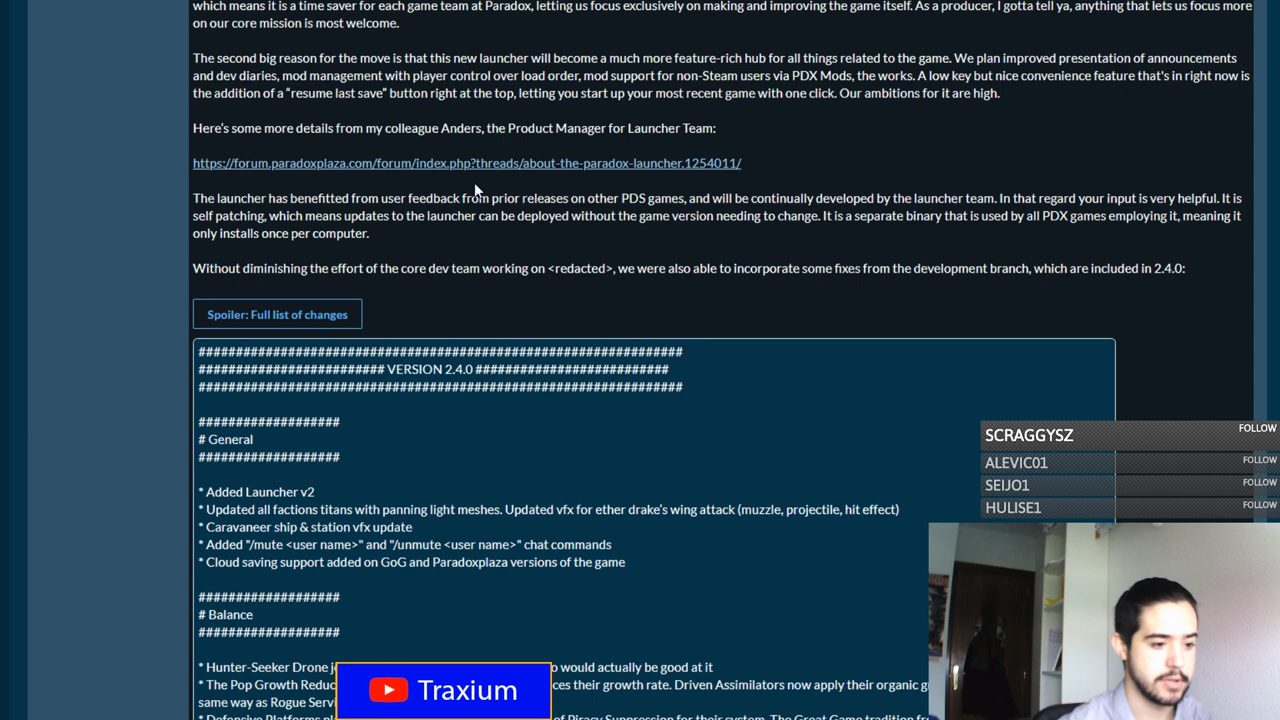 which means it is a time saver for each game team at Paradox, letting us focus exclusively on making and improving the game itself. As a producer, I gotta tell ya, anything that lets us focus more
on our core mission is most welcome.
The second big reason for the move is that this new launcher will become a much more feature-rich hub for all things related to the game. We plan improved presentation of announcements
and dev diaries, mod management with player control over load order, mod support for non-Steam users via PDX Mods, the works. A low key but nice convenience feature that's in right now is
the addition of a “resume last save” button right at the top, letting you start up your most recent game with one click. Our ambitions for it are high.
Here’s some more details from my colleague Anders, the Product Manager for Launcher Team:
https://forum.paradoxplaza.com/forum/index.php?threads/about-the-paradox-launcher.1254011/
The launcher has benefitted from user feedback from prior releases on other PDS games, and will be continually developed by the launcher team. In that regard your input is very helpful. It is
self patching, which means updates to the launcher can be deployed without the game version needing to change. It is a separate binary that is used by all PDX games employing it, meaning it
only installs once per computer.
Without diminishing the effort of the core dev team working on <redacted>, we were also able to incorporate some fixes from the development branch, which are included in 2.4.0:
Spoiler: Full list of changes
#################################################################
######################### VERSION 2.4.0 ##########################
#################################################################
###################
# General
###################
* Added Launcher v2
* Updated all factions titans with panning light meshes. Updated vfx for ether drake's wing attack (muzzle, projectile, hit effect)
* Caravaneer ship & station vfx update
* Added "/mute <user name>" and "/unmute <user name>" chat commands
* Cloud saving support added on GoG and Paradoxplaza versions of the game
###################
# Balance
###################
* Hunter-Seeker Drone would actually be good at it
* The Pop Growth their growth rate. Driven Assimilators now apply their organic
same way as Rogue
* Defensive Platforms of Piracy Suppression for their system. The Great Game tradition
SCRAGGYSZ FOLLOW
ALEVIC01 FOLLOW
SEIJO1 FOLLOW
HULISE1 FOLLOW
Traxium